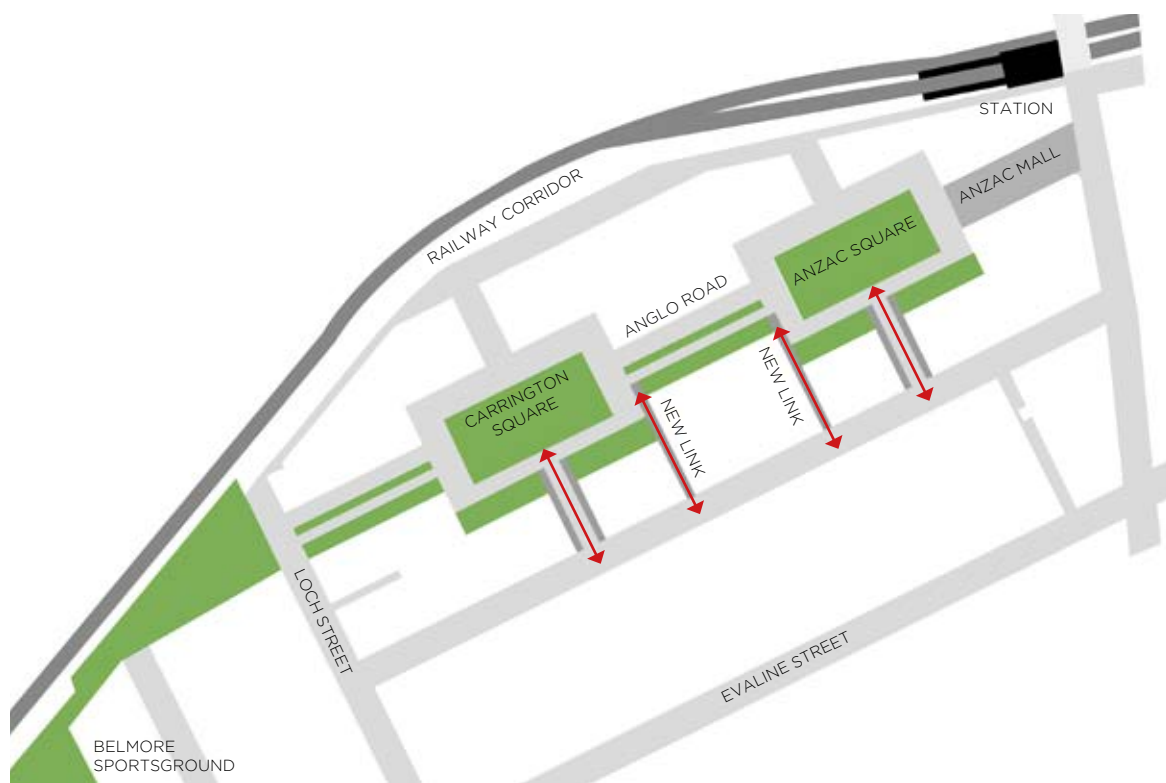 STATION
ANZAC MALL
RAILWAY CORRIDOR
ANZAC SQUARE
ANGLO ROAD
CARRINGTON
SQUARE
NEW LINK
NEW LINK
LOCH STREET
EVALINE STREET
BELMORE
SPORTSGROUND